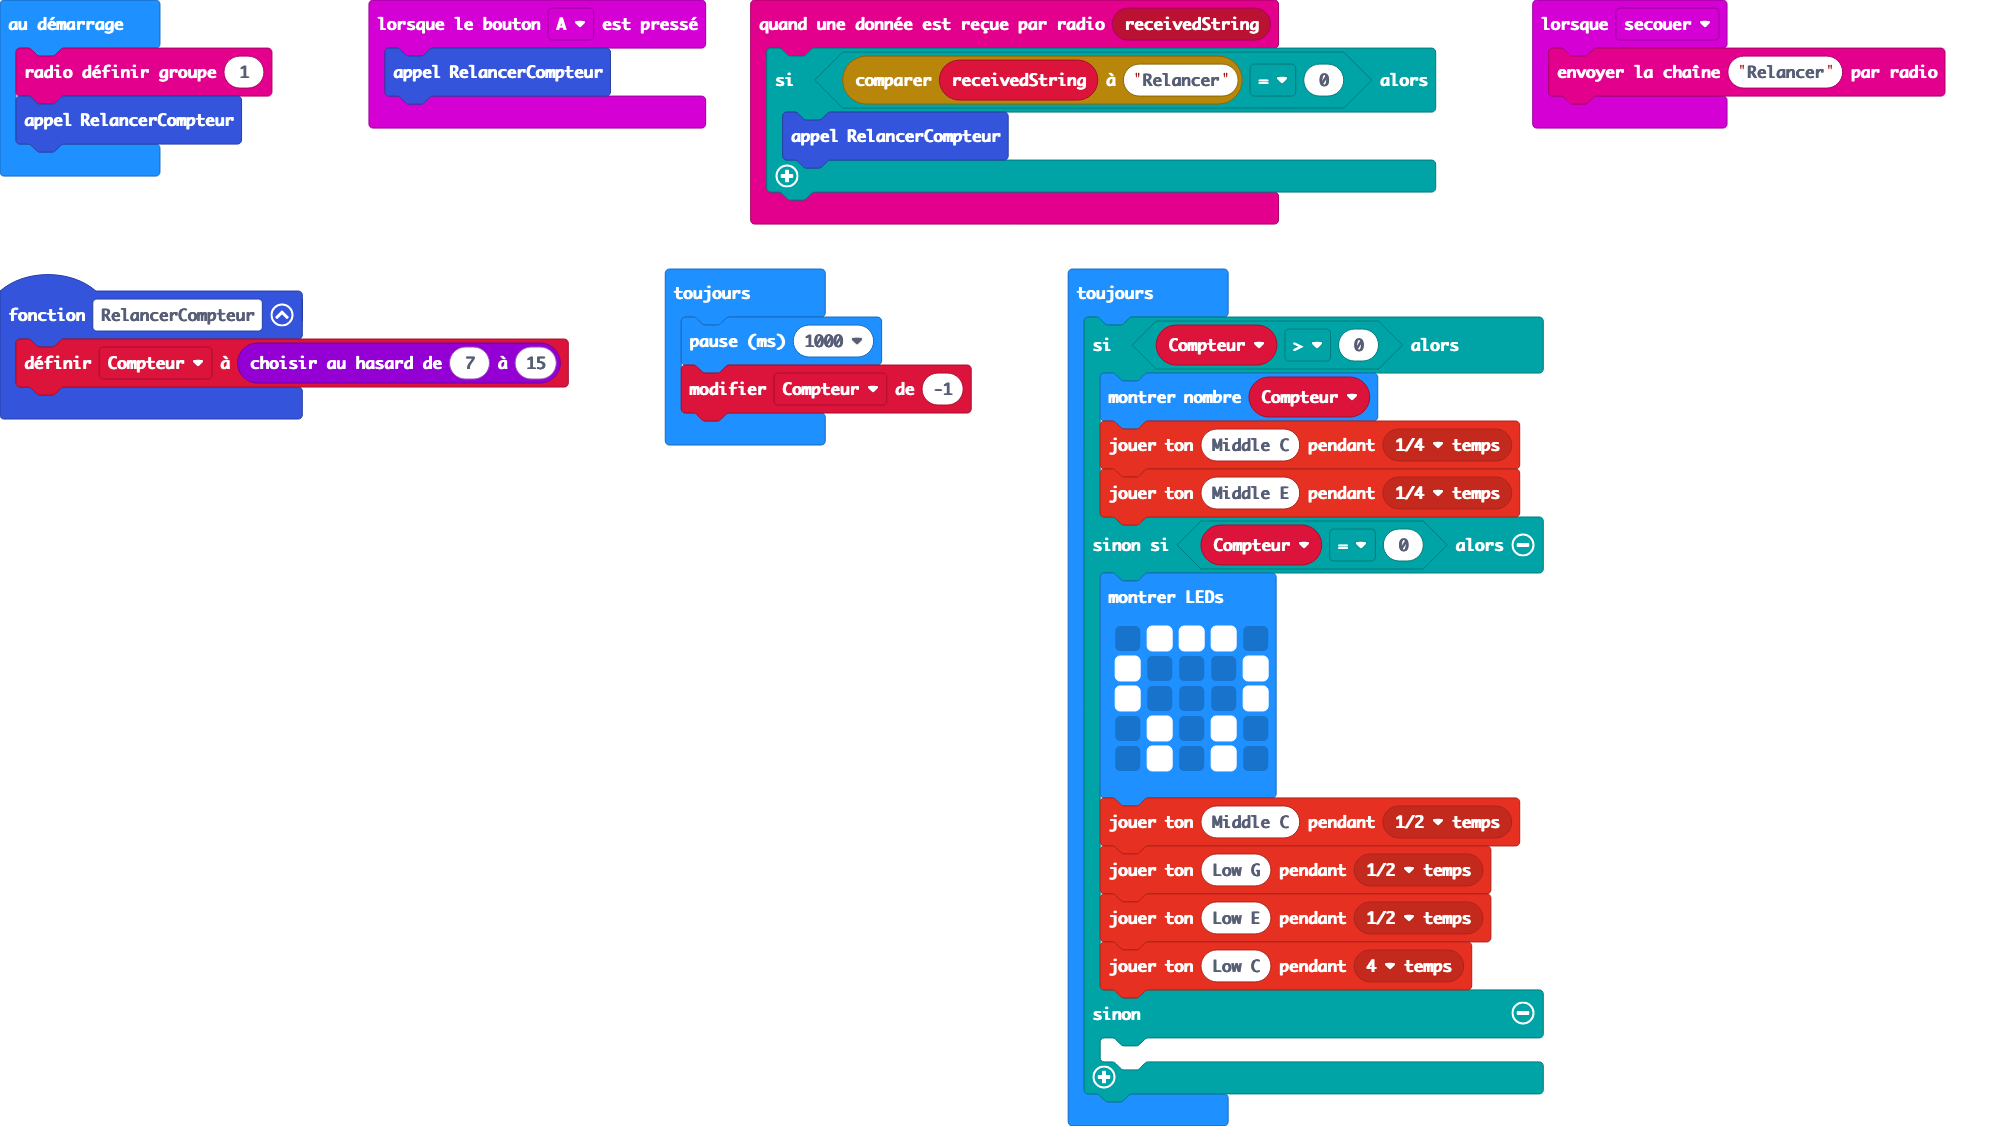 au démarrage
radio définir groupe 1
appel RelancerCompteur
lorsque le bouton A est pressé
appel RelancerCompteur
quand une donnée est reçue par radio receivedString
si comparer receivedString à "Relancer" = 0 alors
appel RelancerCompteur
lorsque secouer
envoyer la chaîne "Relancer" par radio
fonction RelancerCompteur
définir Compteur à choisir au hasard de 7 à 15
toujours
pause (ms) 1000
modifier Compteur de -1
toujours
si Compteur > 0 alors
montrer nombre Compteur
jouer ton Middle C pendant 1/4 temps
jouer ton Middle E pendant 1/4 temps
sinon si Compteur = 0 alors
montrer LEDs
jouer ton Middle C pendant 1/2 temps
jouer ton Low G pendant 1/2 temps
jouer ton Low E pendant 1/2 temps
jouer ton Low C pendant 4 temps
sinon